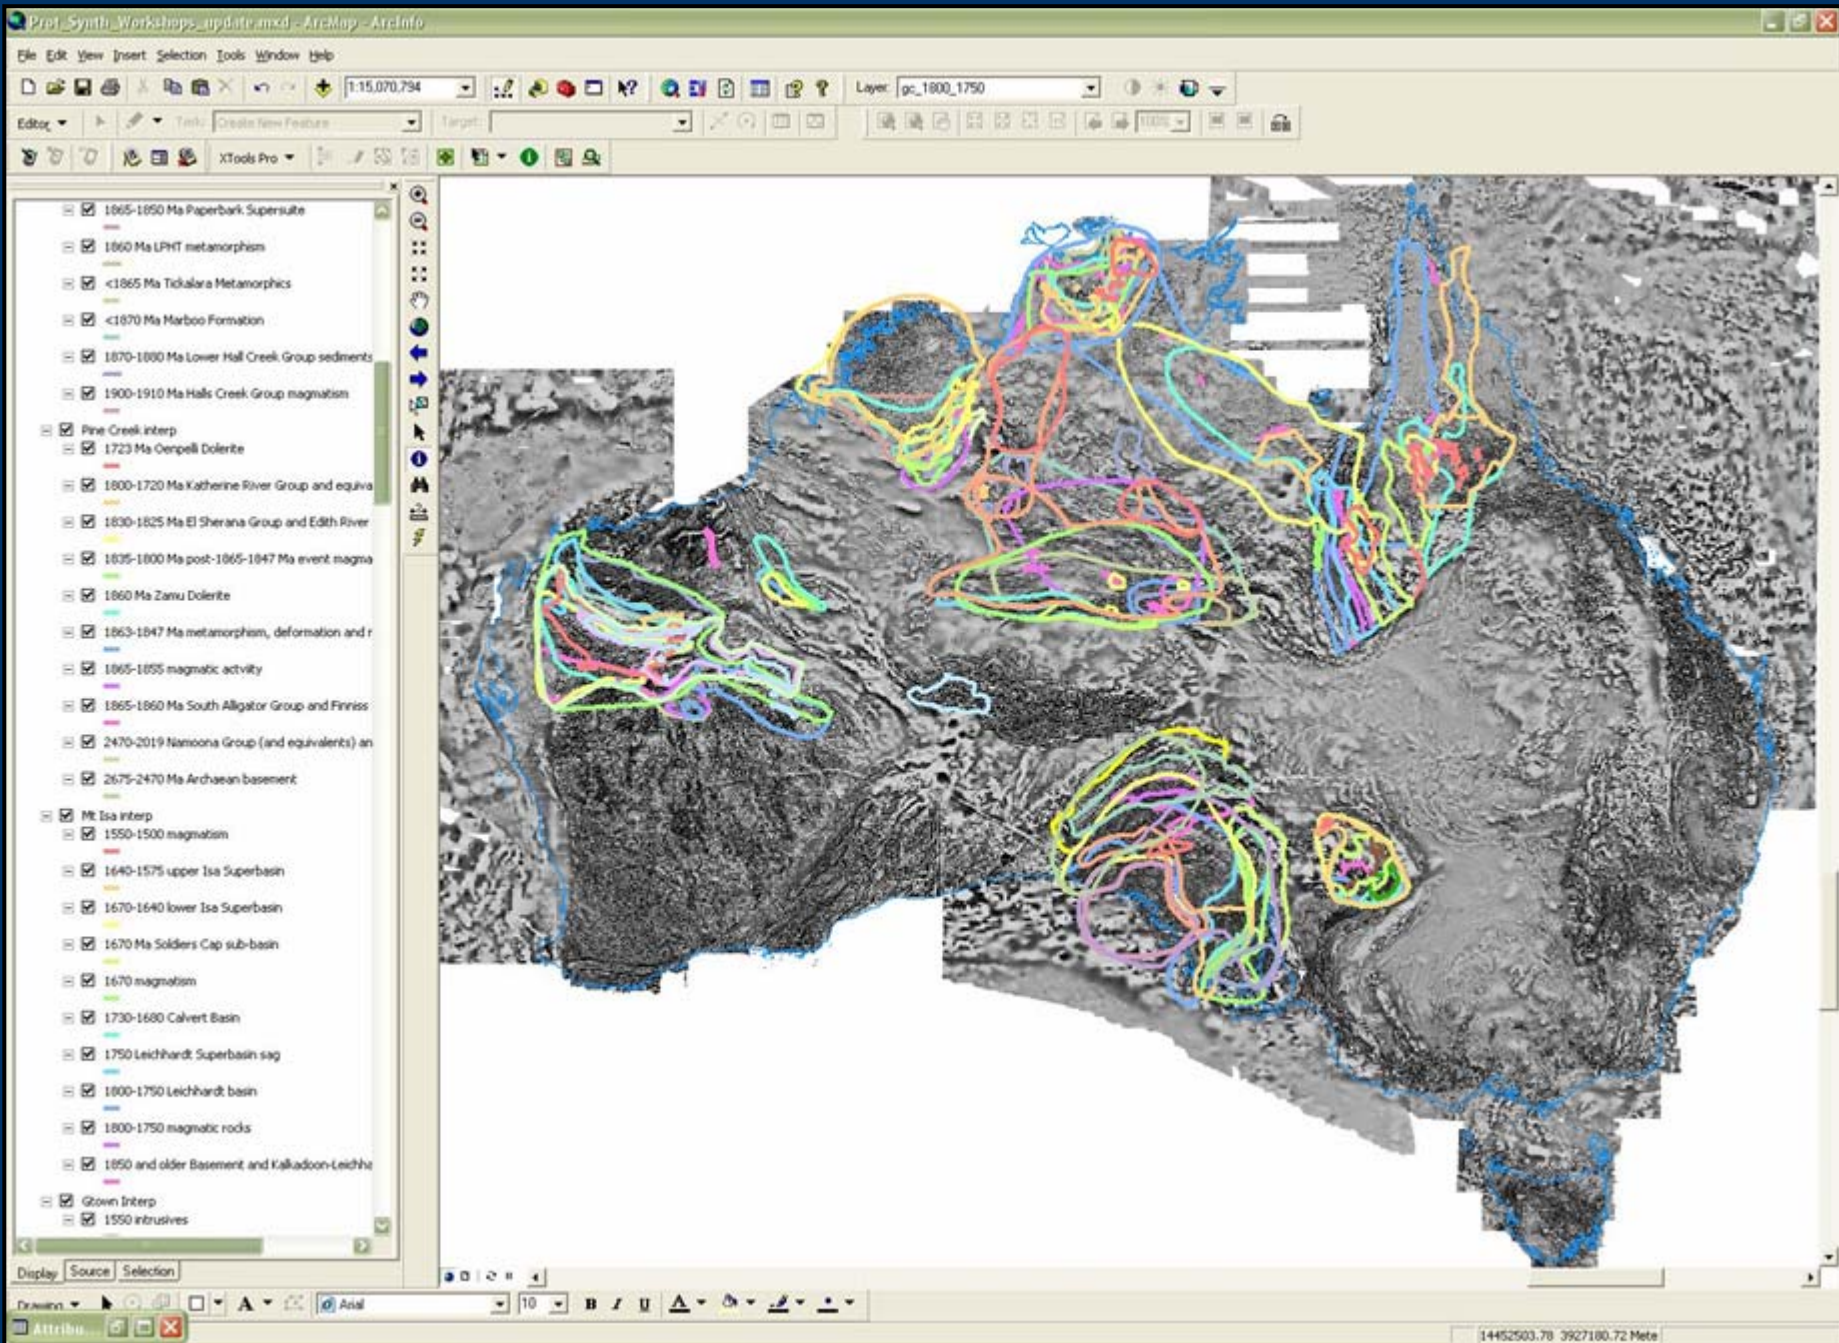 Prot_Synth_Workshops_update.mxd - ArcMap - ArcInfo
File Edit View Insert Selection Tools Window Help
1:15,070,794 Layer: gc_1800_1750
Editor Task: Create New Feature Target: 100%
XTools Pro
1865-1850 Ma Paperbark Supersuite
1860 Ma LPHT metamorphism
<1865 Ma Tickalara Metamorphics
<1870 Ma Marboo Formation
1870-1880 Ma Lower Hall Creek Group sediments
1900-1910 Ma Halls Creek Group magmatism
Pine Creek interp
1723 Ma Oenpelli Dolerite
1800-1720 Ma Katherine River Group and equiva
1830-1825 Ma El Sherana Group and Edith River
1835-1800 Ma post-1865-1847 Ma event magma
1860 Ma Zamu Dolerite
1863-1847 Ma metamorphism, deformation and r
1865-1855 magmatic actviity
1865-1860 Ma South Alligator Group and Finniss
2470-2019 Namoona Group (and equivalents) an
2675-2470 Ma Archaean basement
Mt Isa interp
1550-1500 magmatism
1640-1575 upper Isa Superbasin
1670-1640 lower Isa Superbasin
1670 Ma Soldiers Cap sub-basin
1670 magmatism
1730-1680 Calvert Basin
1750 Leichhardt Superbasin sag
1800-1750 Leichhardt basin
1800-1750 magmatic rocks
1850 and older Basement and Kalkadoon-Leichha
Gtown Interp
1550 intrusives
Display Source Selection
Drawing A Arial 10 B I U A
Attribu...
14452503.78 3927180.72 Mete